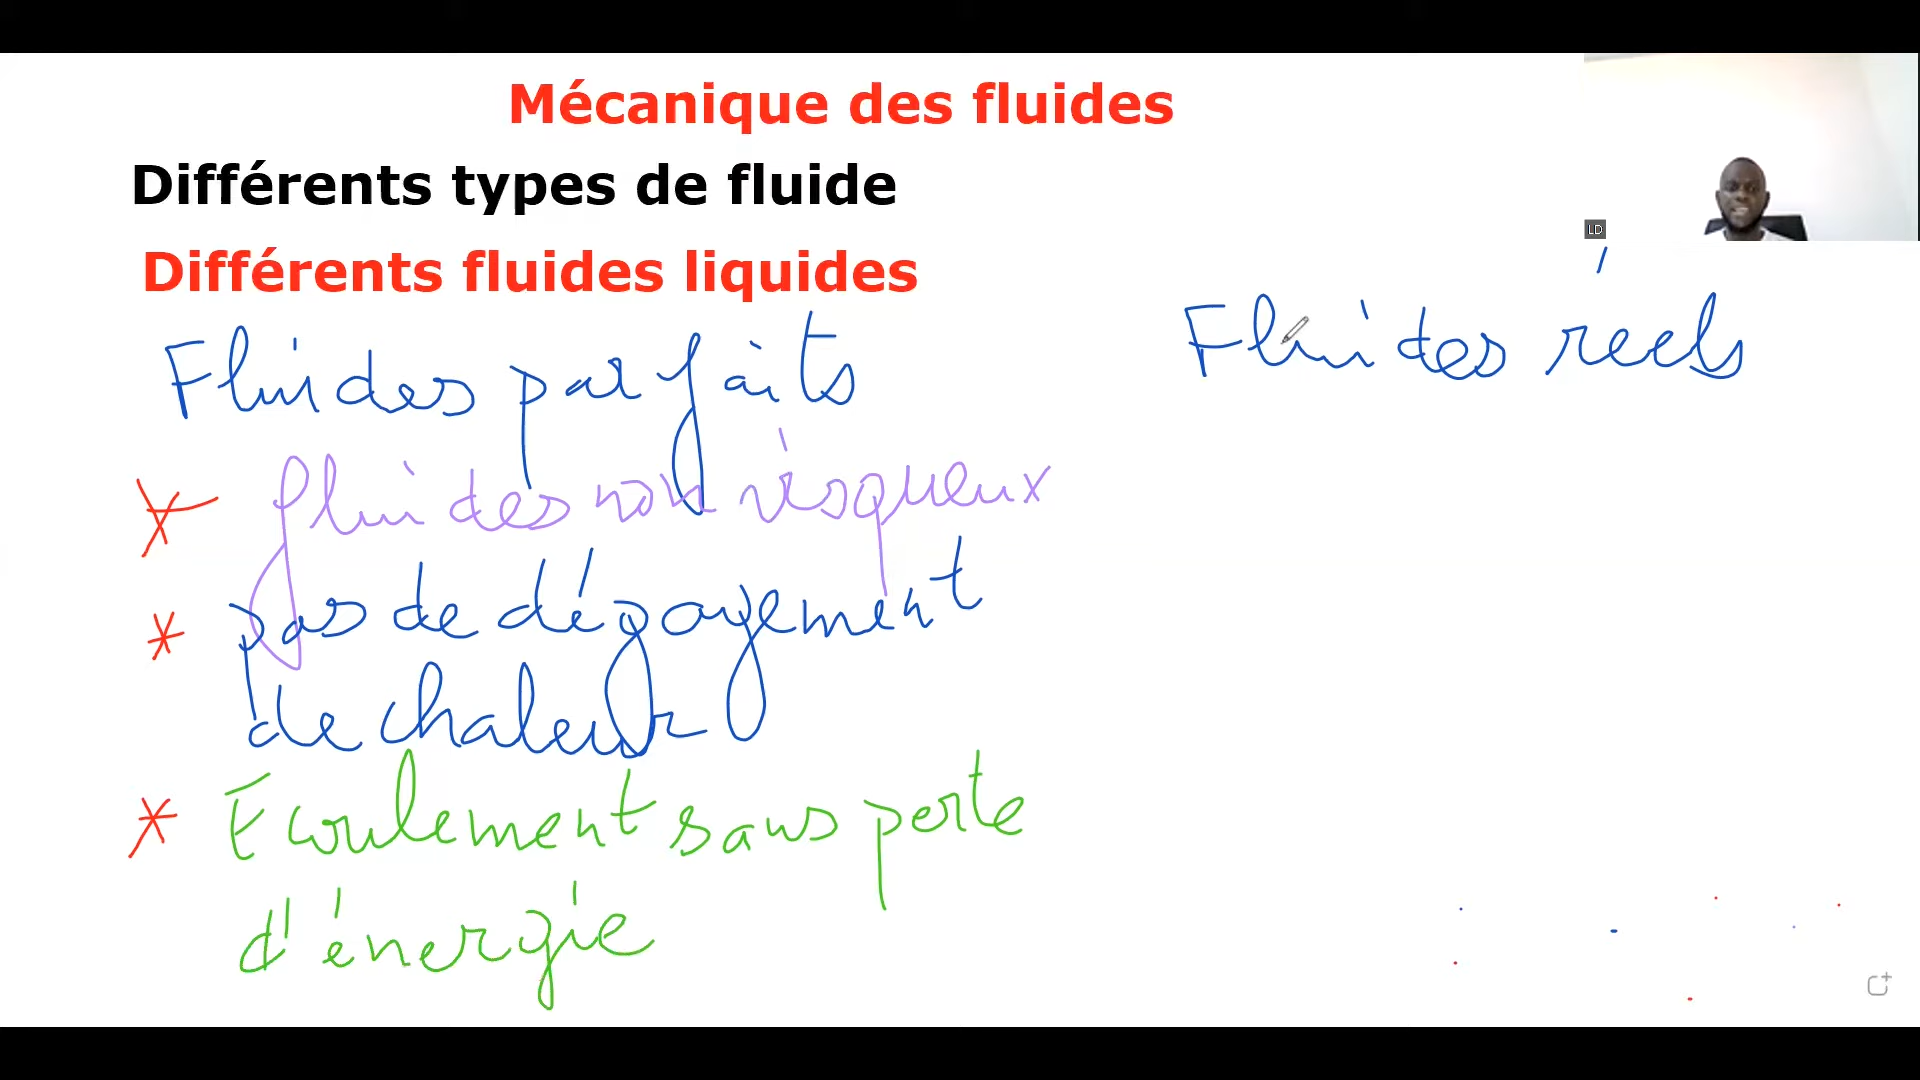 Mécanique des fluides
Différents types de fluide
Différents fluides liquides
LD
Fluides parfaits
Fluides réels
* fluides non visqueux
* pas de dégagement
de chaleur
* Ecoulement sans perte
d'énergie